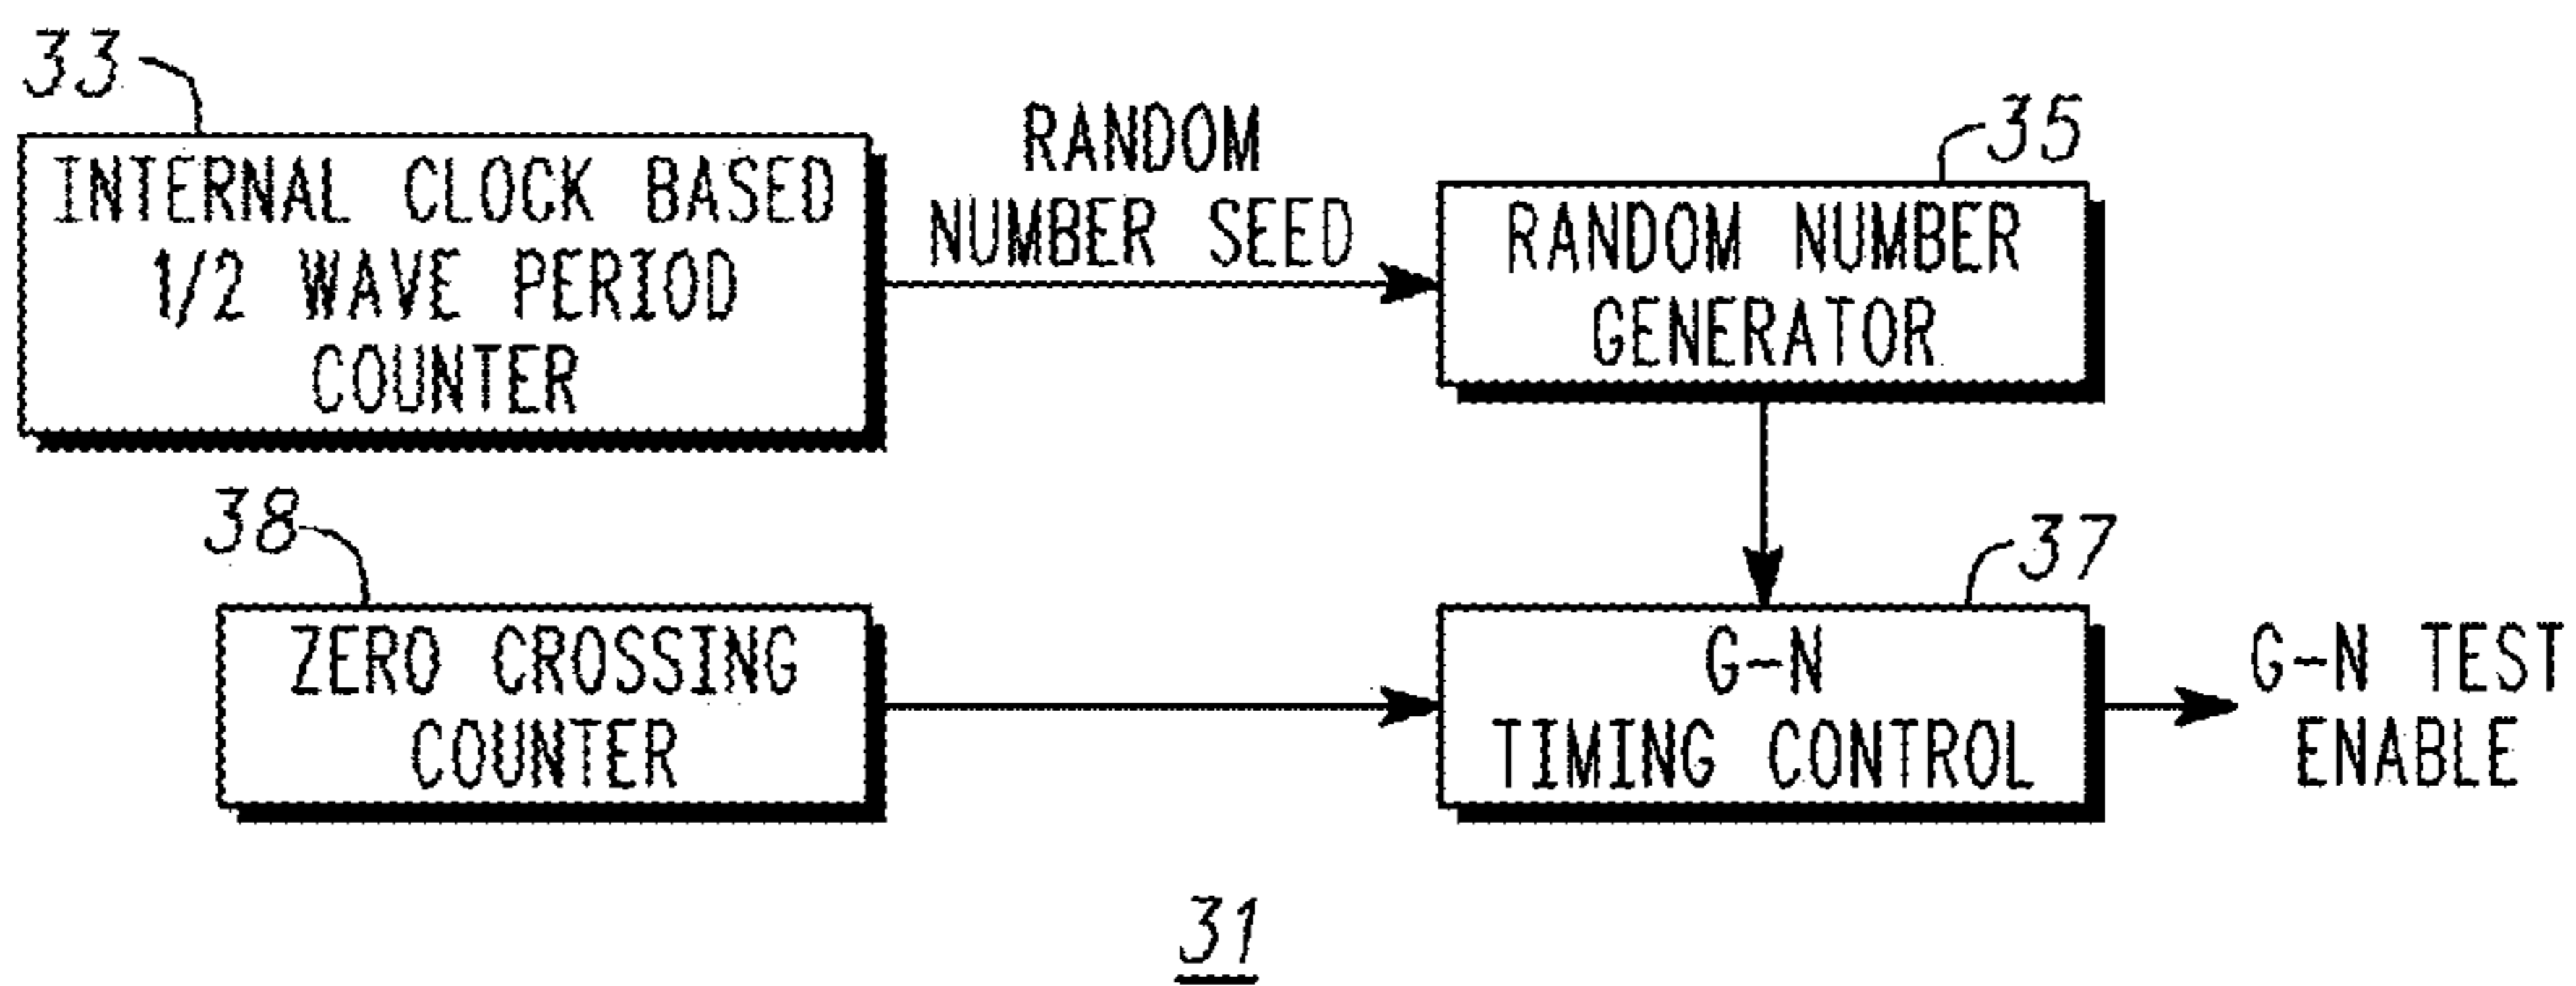 33
INTERNAL CLOCK BASED
1/2 WAVE PERIOD
COUNTER
RANDOM
NUMBER SEED
35
RANDOM NUMBER
GENERATOR
38
ZERO CROSSING
COUNTER
37
G-N
TIMING CONTROL
G-N TEST
ENABLE
31